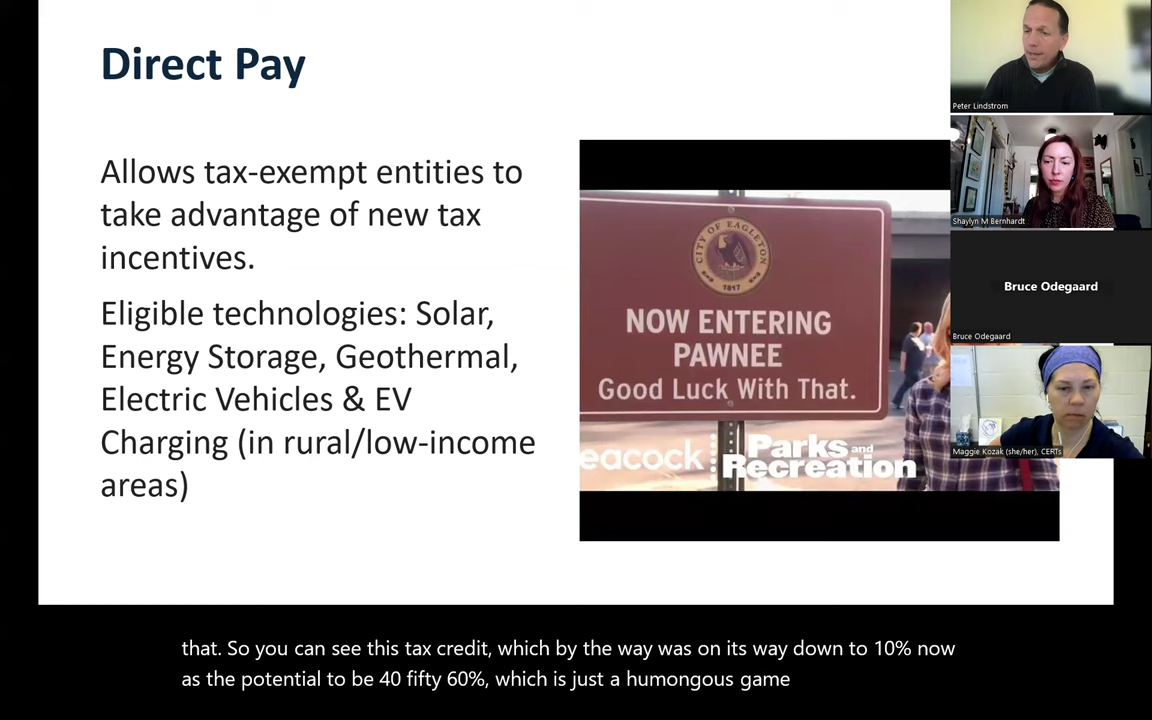 Direct Pay
Allows tax-exempt entities to
take advantage of new tax
incentives.
Eligible technologies: Solar,
Energy Storage, Geothermal,
Electric Vehicles & EV
Charging (in rural/low-income
areas)
CITY OF EAGLETON
1817
NOW ENTERING
PAWNEE
Good Luck With That.
eacock
Parks and
Recreation
Peter Lindstrom
Shaylyn M Bernhardt
Bruce Odegaard
Bruce Odegaard
Maggie Kozak (she/her), CERTs
that. So you can see this tax credit, which by the way was on its way down to 10% now
as the potential to be 40 fifty 60%, which is just a humongous game